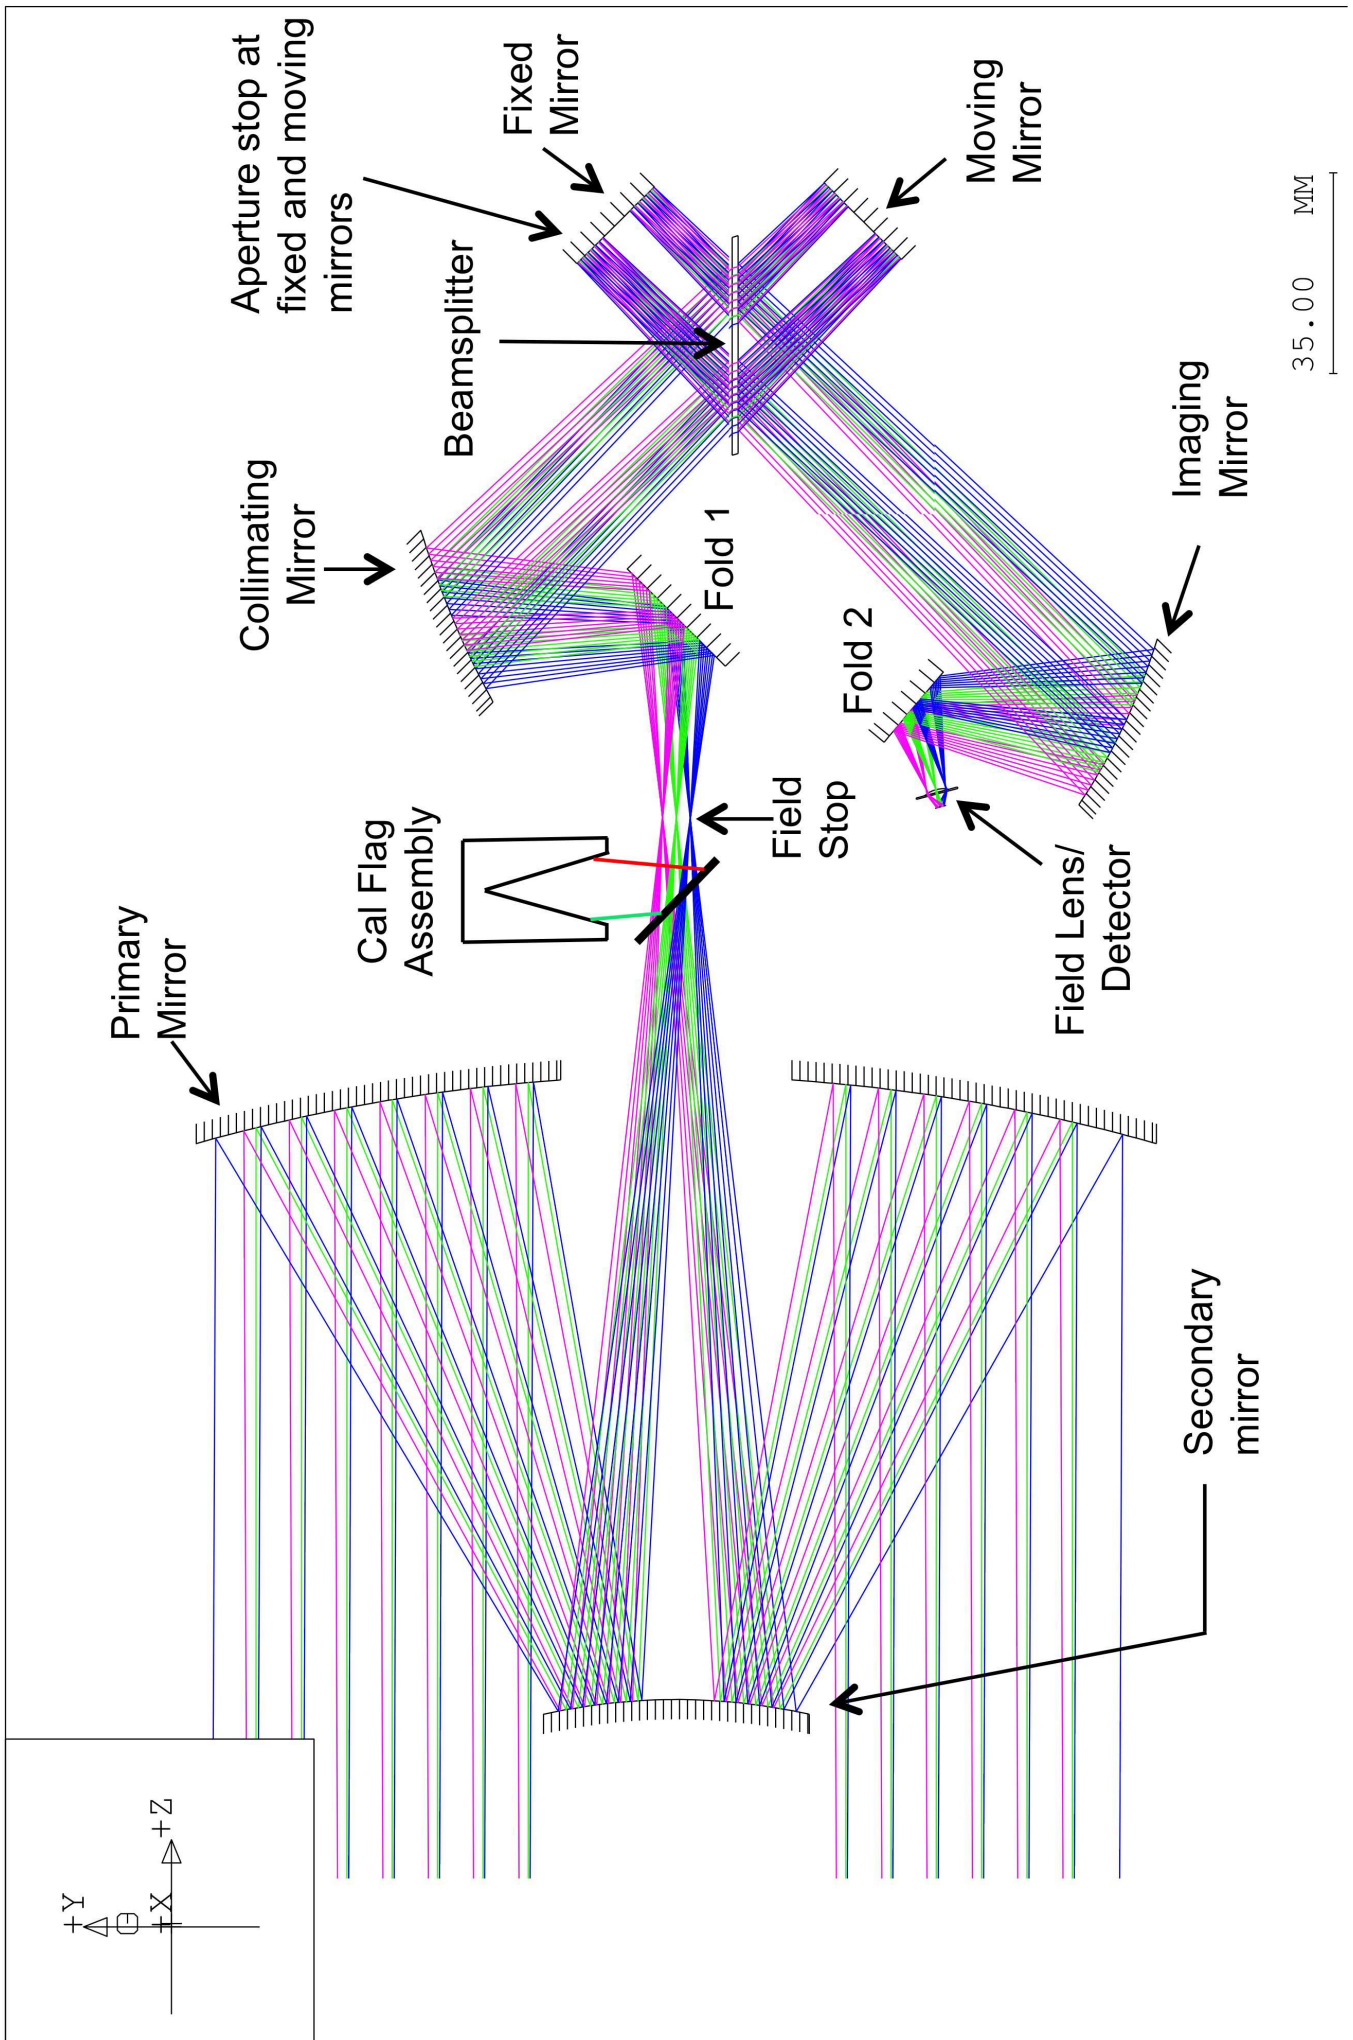 Aperture stop at
fixed and moving
mirrors
Fixed
Mirror
Moving
Mirror
Beamsplitter
35.00 MM
Collimating
Mirror
Imaging
Mirror
Fold 1
Fold 2
Cal Flag
Assembly
Field
Stop
Field Lens/
Detector
Primary
Mirror
Secondary
mirror
+Y
+X
+Z